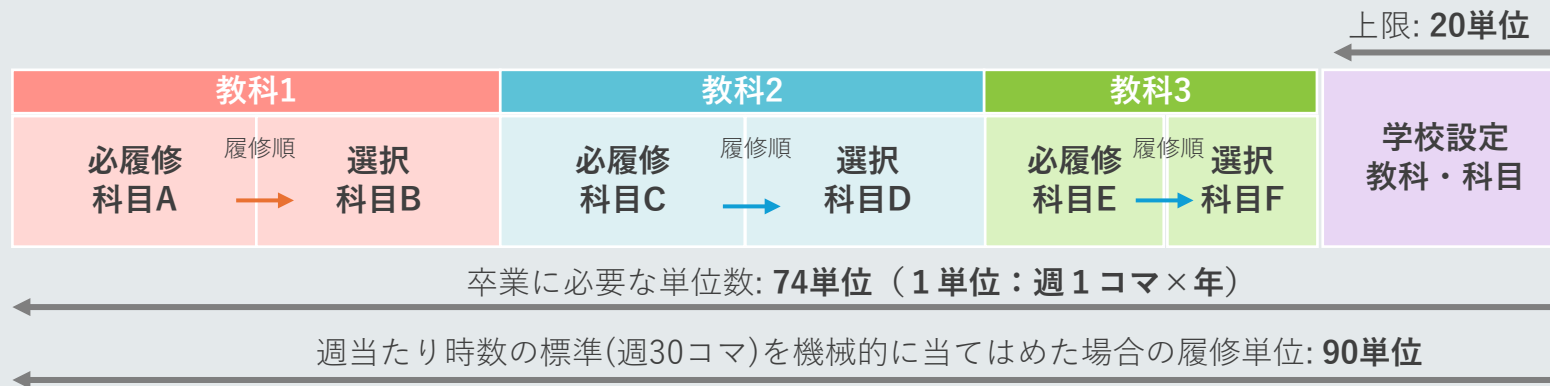 上限: 20単位
教科1
教科2
教科3
必履修
科目A
履修順
選択
科目B
必履修
科目C
履修順
選択
科目D
必履修
科目E
履修順
選択
科目F
学校設定
教科・科目
卒業に必要な単位数: 74単位（１単位：週１コマ×年）
週当たり時数の標準(週30コマ)を機械的に当てはめた場合の履修単位: 90単位